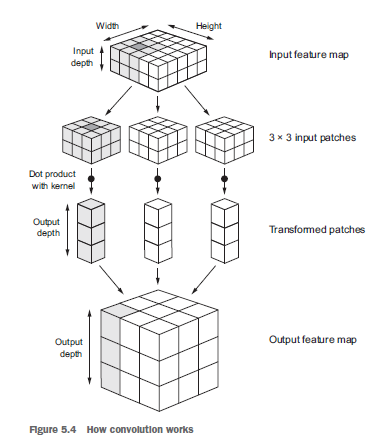 Width
Height
Input
depth
Input feature map
3 × 3 input patches
Dot product
with kernel
Output
depth
Transformed patches
Output
depth
Output feature map
Figure 5.4 How convolution works